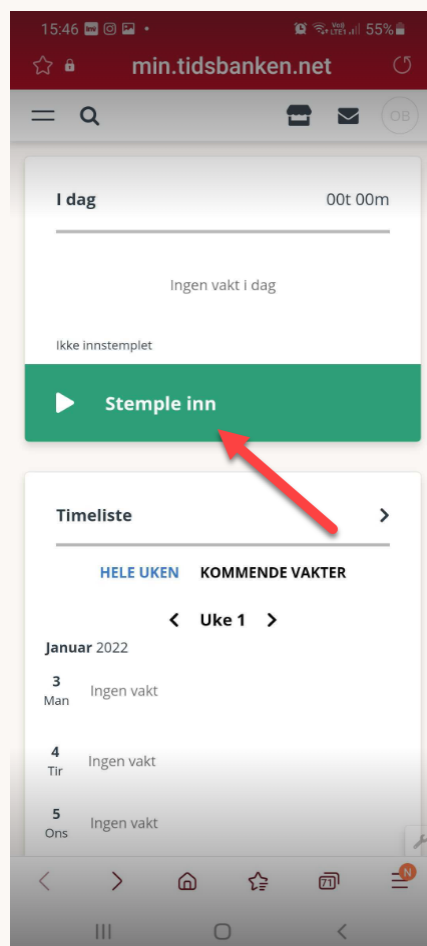 15:46 55%
min.tidsbanken.net
OB
I dag 00t 00m
Ingen vakt i dag
Ikke innstemplet
Stemple inn
Timeliste
HELE UKEN KOMMENDE VAKTER
Uke 1
Januar 2022
3
Man Ingen vakt
4
Tir Ingen vakt
5
Ons Ingen vakt
71 N